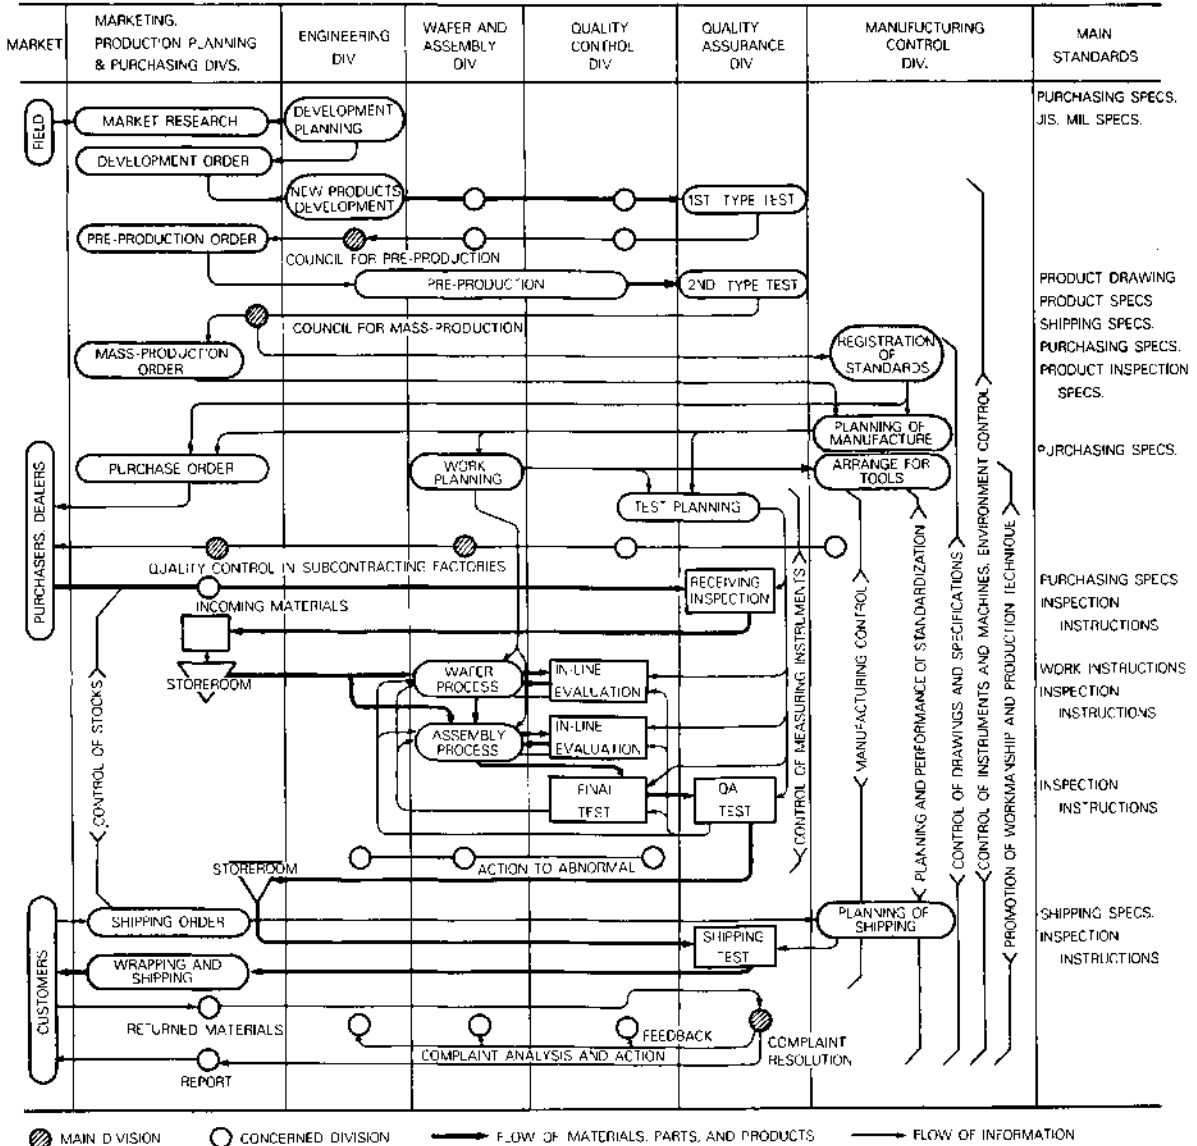 MARKET
MARKETING,
PRODUCTION PLANNING
& PURCHASING DIVS.
ENGINEERING
DIV
WAFER AND
ASSEMBLY
DIV
QUALITY
CONTROL
DIV
QUALITY
ASSURANCE
DIV
MANUFACTURING
CONTROL
DIV.
MAIN
STANDARDS
FIELD
MARKET RESEARCH
DEVELOPMENT
PLANNING
PURCHASING SPECS.
JIS. MIL SPECS.
DEVELOPMENT ORDER
NEW PRODUCTS
DEVELOPMENT
1ST TYPE TEST
PRE-PRODUCTION ORDER
COUNCIL FOR PRE-PRODUCTION
PRE-PRODUCTION
2ND TYPE TEST
PRODUCT DRAWING
PRODUCT SPECS
SHIPPING SPECS.
PURCHASING SPECS.
PRODUCT INSPECTION
SPECS.
COUNCIL FOR MASS-PRODUCTION
MASS-PRODUCTION
ORDER
REGISTRATION
OF
STANDARDS
PLANNING OF
MANUFACTURE
PURCHASERS, DEALERS
PURCHASE ORDER
WORK
PLANNING
ARRANGE FOR
TOOLS
PURCHASING SPECS.
TEST PLANNING
QUALITY CONTROL IN SUBCONTRACTING FACTORIES
INCOMING MATERIALS
RECEIVING
INSPECTION
PURCHASING SPECS
INSPECTION
INSTRUCTIONS
STOREROOM
WAFER
PROCESS
IN-LINE
EVALUATION
WORK INSTRUCTIONS
INSPECTION
INSTRUCTIONS
ASSEMBLY
PROCESS
IN-LINE
EVALUATION
FINAL
TEST
QA
TEST
INSPECTION
INSTRUCTIONS
CONTROL OF STOCKS
CONTROL OF MEASURING INSTRUMENTS
MANUFACTURING CONTROL
PLANNING AND PERFORMANCE OF STANDARDIZATION
CONTROL OF DRAWINGS AND SPECIFICATIONS
CONTROL OF INSTRUMENTS AND MACHINES, ENVIRONMENT CONTROL
PROMOTION OF WORKMANSHIP AND PRODUCTION TECHNIQUE
STOREROOM
ACTION TO ABNORMAL
CUSTOMERS
SHIPPING ORDER
PLANNING OF
SHIPPING
SHIPPING
TEST
SHIPPING SPECS.
INSPECTION
INSTRUCTIONS
WRAPPING AND
SHIPPING
RETURNED MATERIALS
FEEDBACK
COMPLAINT ANALYSIS AND ACTION
COMPLAINT
RESOLUTION
REPORT
MAIN DIVISION
CONCERNED DIVISION
FLOW OF MATERIALS, PARTS, AND PRODUCTS
FLOW OF INFORMATION